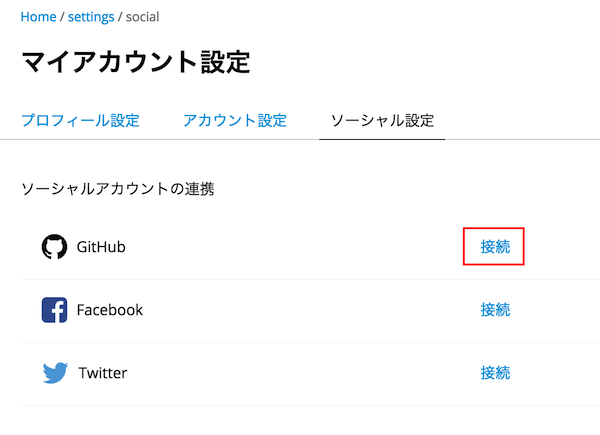 Home / settings / social
マイアカウント設定
プロフィール設定 アカウント設定 ソーシャル設定
ソーシャルアカウントの連携
GitHub 接続
Facebook 接続
Twitter 接続